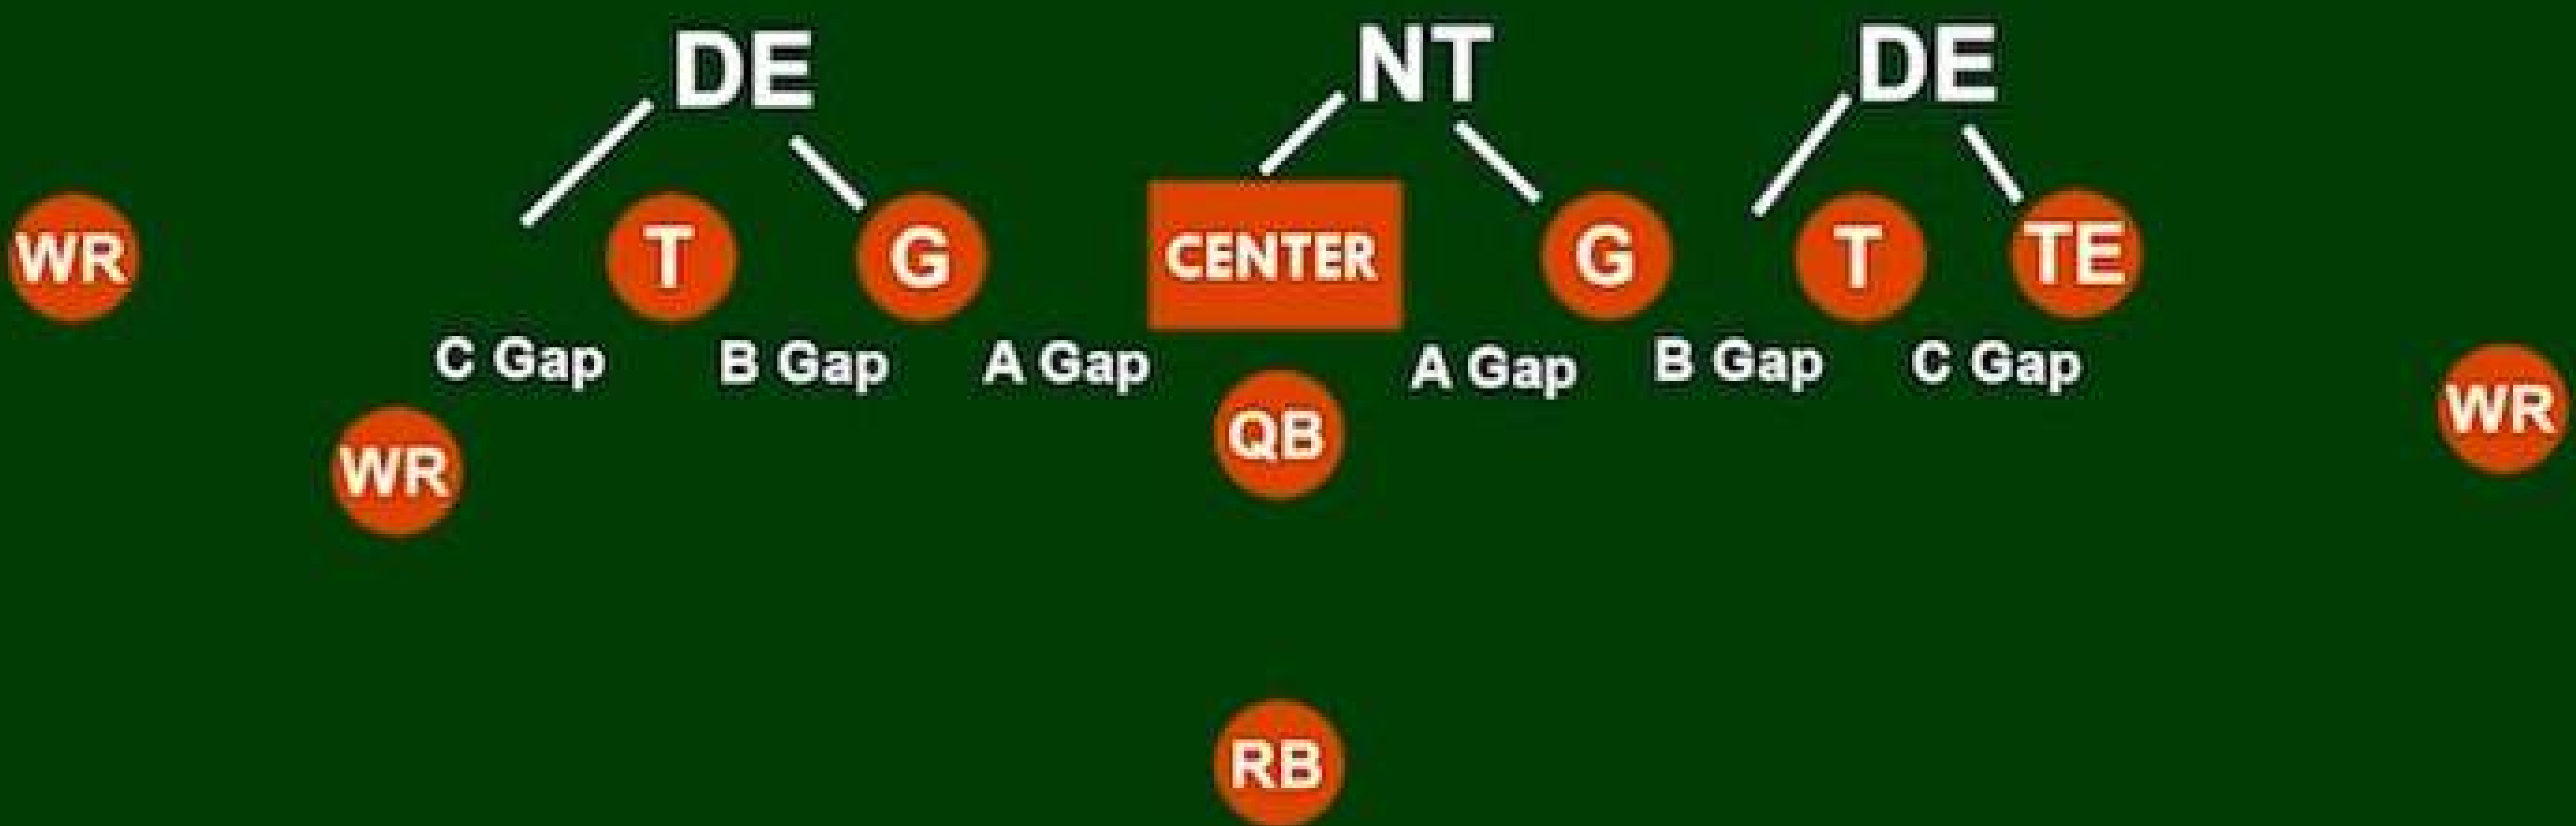 DE NT DE
WR T G CENTER G T TE
C Gap B Gap A Gap A Gap B Gap C Gap
WR QB WR
RB